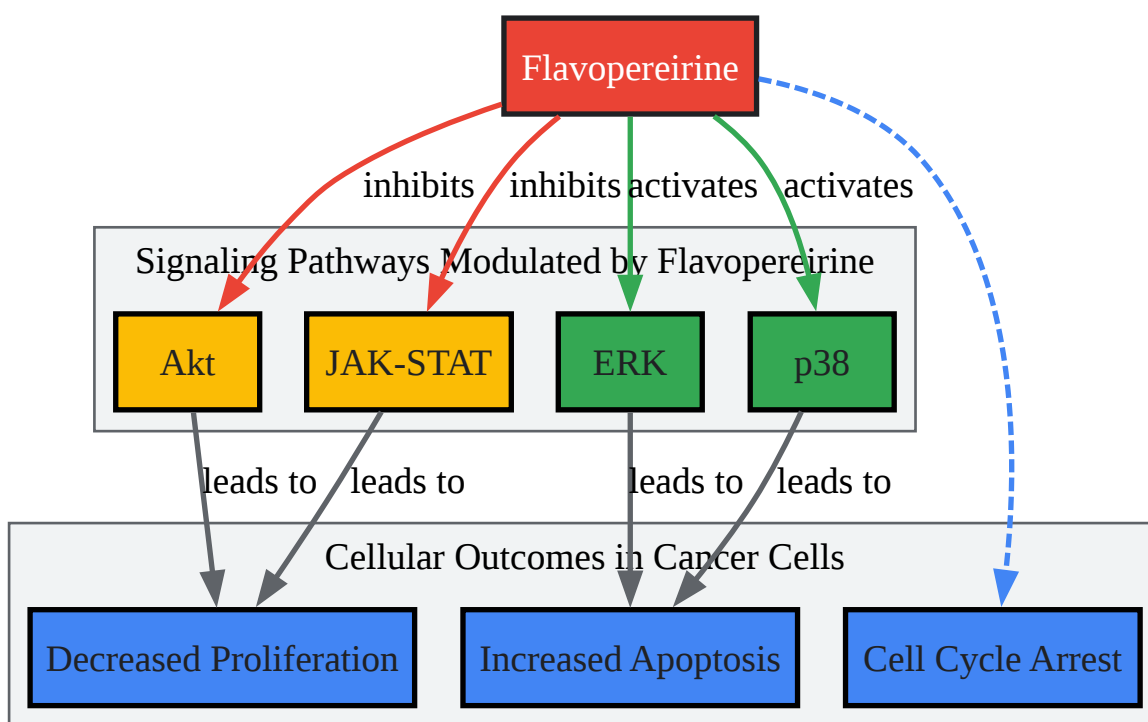 Flavopereirine
inhibits
inhibits
activates
activates
Signaling Pathways Modulated by Flavopereirine
Akt
JAK-STAT
ERK
p38
leads to
leads to
leads to
leads to
Cellular Outcomes in Cancer Cells
Decreased Proliferation
Increased Apoptosis
Cell Cycle Arrest